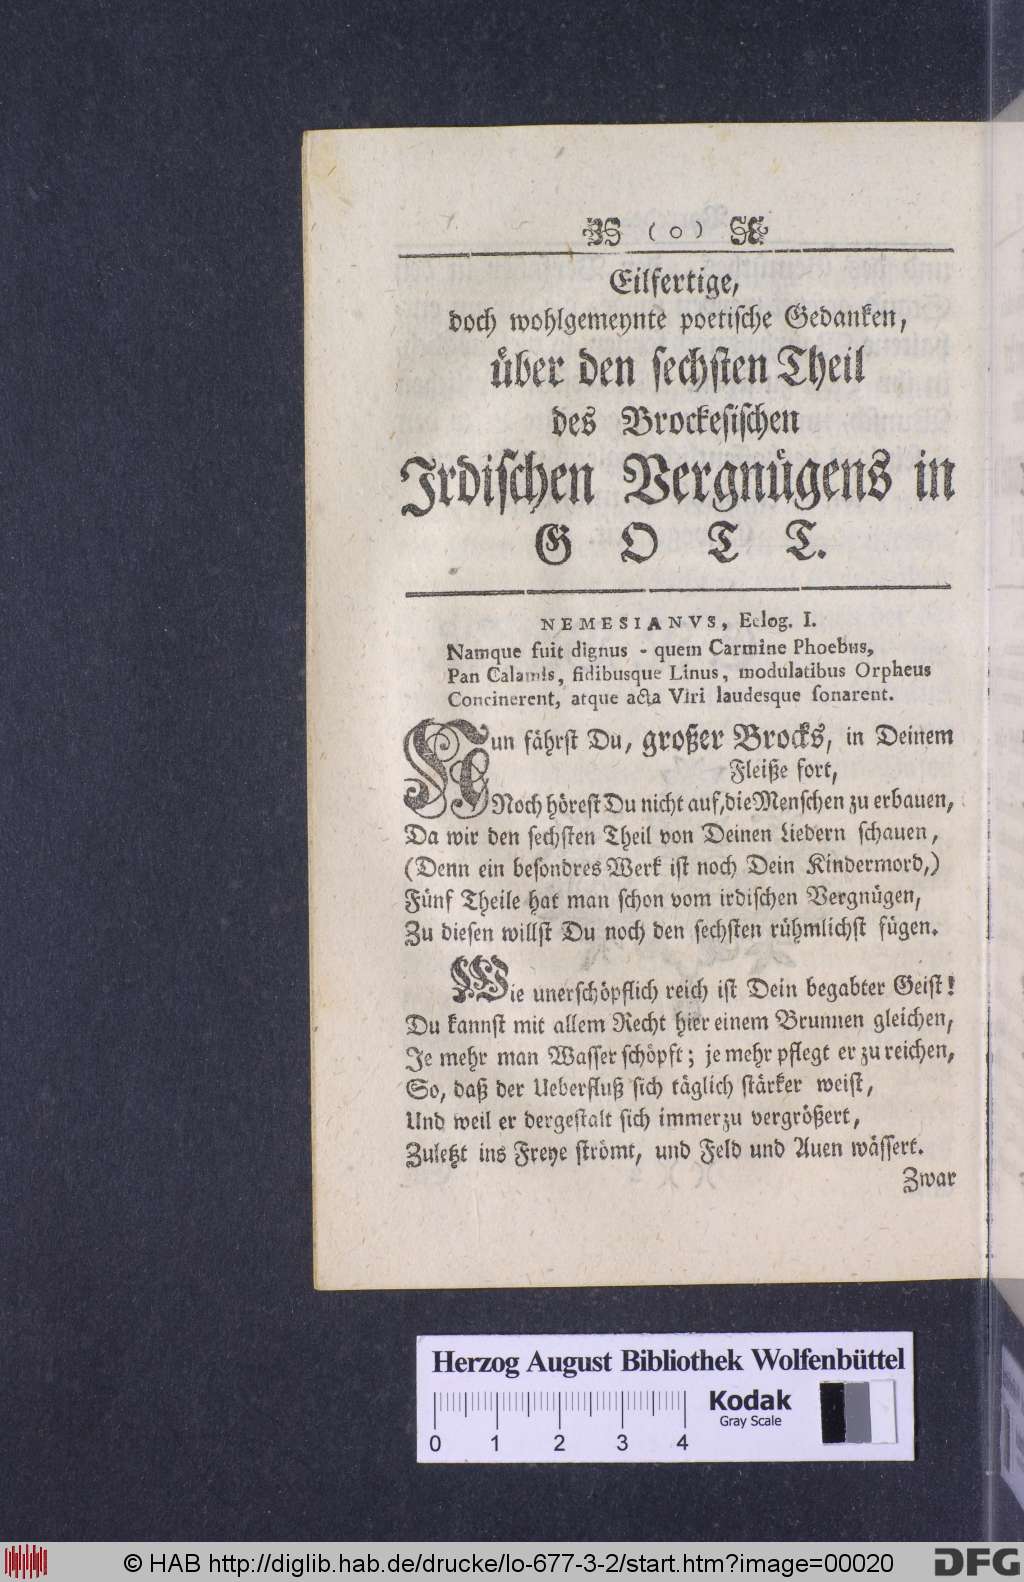 ( o )
Eilfertige,
doch wohlgemeynte poetische Gedanken,
über den sechsten Theil
des Brockesischen
Irdischen Vergnügens in
G O T T.
NEMESIANVS, Eclog. I.
Namque fuit dignus - quem Carmine Phoebus,
Pan Calamis, fidibusque Linus, modulatibus Orpheus
Concinerent, atque acta Viri laudesque sonarent.
Nun fährst Du, großer Brocks, in Deinem
Fleiße fort,
Noch hörest Du nicht auf, die Menschen zu erbauen,
Da wir den sechsten Theil von Deinen Liedern schauen,
(Denn ein besondres Werk ist noch Dein Kindermord,)
Fünf Theile hat man schon vom irdischen Vergnügen,
Zu diesen willst Du noch den sechsten rühmlichst fügen.
Wie unerschöpflich reich ist Dein begabter Geist!
Du kannst mit allem Recht hier einem Brunnen gleichen,
Je mehr man Wasser schöpft; je mehr pflegt er zu reichen,
So, daß der Ueberfluß sich täglich stärker weist,
Und weil er dergestalt sich immerzu vergrößert,
Zuletzt ins Freye strömt, und Feld und Auen wässert.
Zwar
Herzog August Bibliothek Wolfenbüttel
Kodak
Gray Scale
0 1 2 3 4
© HAB http://diglib.hab.de/drucke/lo-677-3-2/start.htm?image=00020
DFG